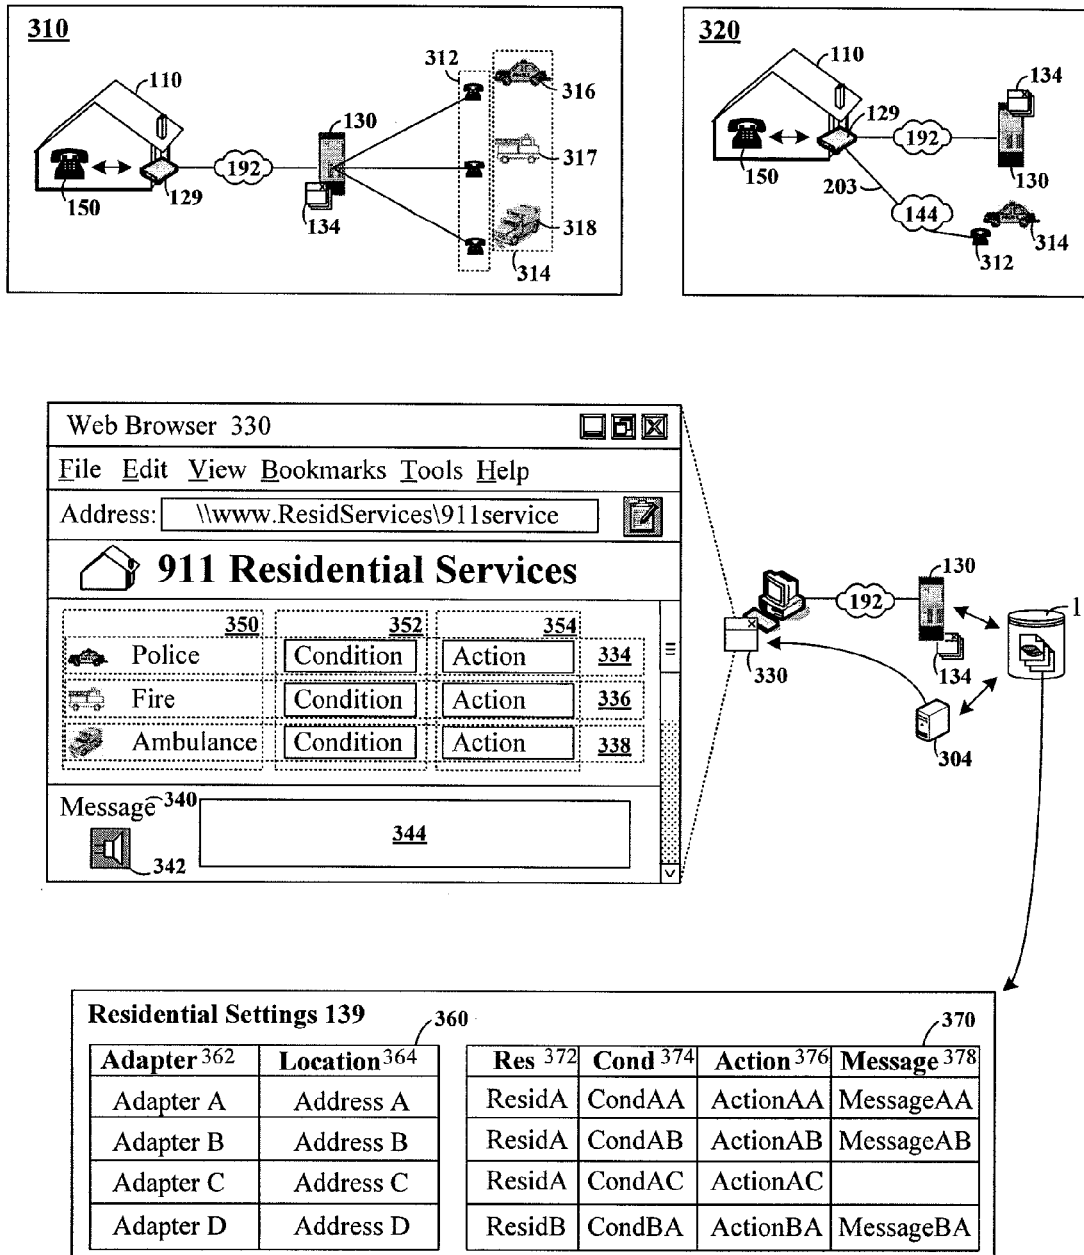 310
110
312
316
130
192
317
150
129
134
318
314
320
110
134
129
192
150
130
203
144
314
312
Web Browser 330
File Edit View Bookmarks Tools Help
Address: \\www.ResidServices\911service
911 Residential Services
350 352 354
Police Condition Action 334
Fire Condition Action 336
Ambulance Condition Action 338
Message 340
344
342
130
192
1
330
134
304
Residential Settings 139
360
370
Adapter 362 Location 364
Adapter A Address A
Adapter B Address B
Adapter C Address C
Adapter D Address D
Res 372 Cond 374 Action 376 Message 378
ResidA CondAA ActionAA MessageAA
ResidA CondAB ActionAB MessageAB
ResidA CondAC ActionAC
ResidB CondBA ActionBA MessageBA